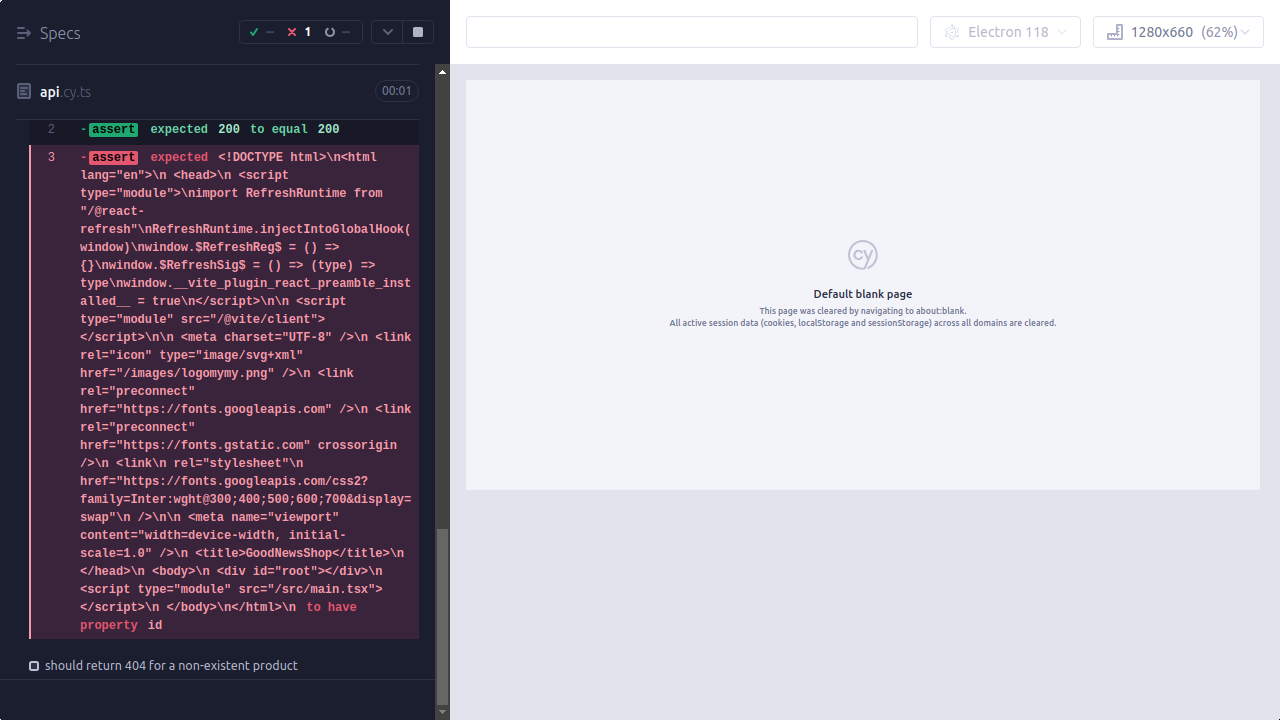 Specs
-- 1 --
Electron 118
1280x660 (62%)
api.cy.ts
00:01
2 -assert expected 200 to equal 200
3 -assert expected <!DOCTYPE html>\n<html
lang="en">\n <head>\n <script
type="module">\nimport RefreshRuntime from
"/@react-
refresh"\nRefreshRuntime.injectIntoGlobalHook(
window)\nwindow.$RefreshReg$ = () =>
{}\nwindow.$RefreshSig$ = () => (type) =>
type\nwindow.__vite_plugin_react_preamble_inst
alled__ = true\n</script>\n\n <script
type="module" src="/@vite/client">
</script>\n\n <meta charset="UTF-8" />\n <link
rel="icon" type="image/svg+xml"
href="/images/logomymy.png" />\n <link
rel="preconnect"
href="https://fonts.googleapis.com" />\n <link
rel="preconnect"
href="https://fonts.gstatic.com" crossorigin
/>\n <link\n rel="stylesheet"\n
href="https://fonts.googleapis.com/css2?
family=Inter:wght@300;400;500;600;700&display=
swap"\n />\n\n <meta name="viewport"
content="width=device-width, initial-
scale=1.0" />\n <title>GoodNewsShop</title>\n
</head>\n <body>\n <div id="root"></div>\n
<script type="module" src="/src/main.tsx">
</script>\n </body>\n</html>\n to have
property id
should return 404 for a non-existent product
cy
Default blank page
This page was cleared by navigating to about:blank.
All active session data (cookies, localStorage and sessionStorage) across all domains are cleared.